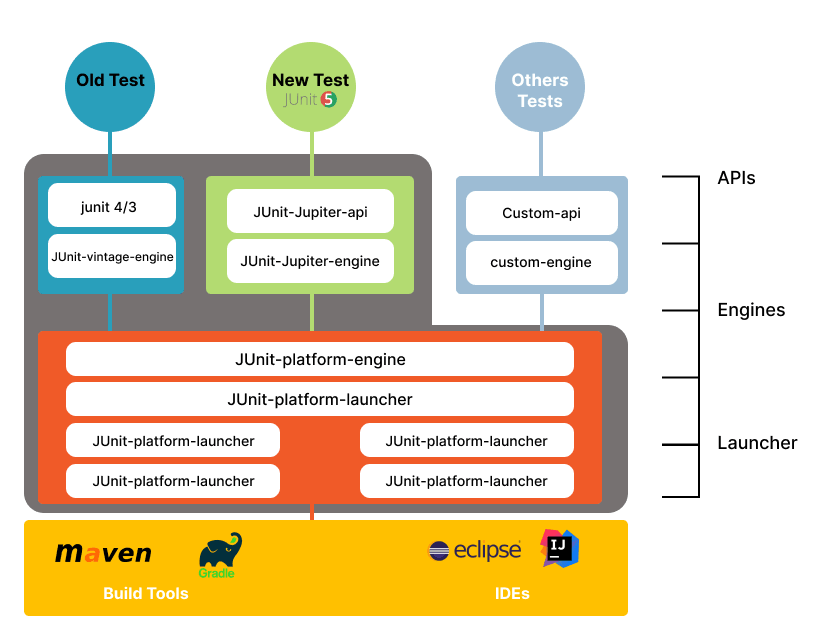 Old Test
New Test
JUnit 5
Others
Tests
APIs
junit 4/3
JUnit-vintage-engine
JUnit-Jupiter-api
JUnit-Jupiter-engine
Custom-api
custom-engine
Engines
JUnit-platform-engine
JUnit-platform-launcher
JUnit-platform-launcher
JUnit-platform-launcher
Launcher
JUnit-platform-launcher
JUnit-platform-launcher
maven
Gradle
eclipse
IJ
Build Tools
IDEs